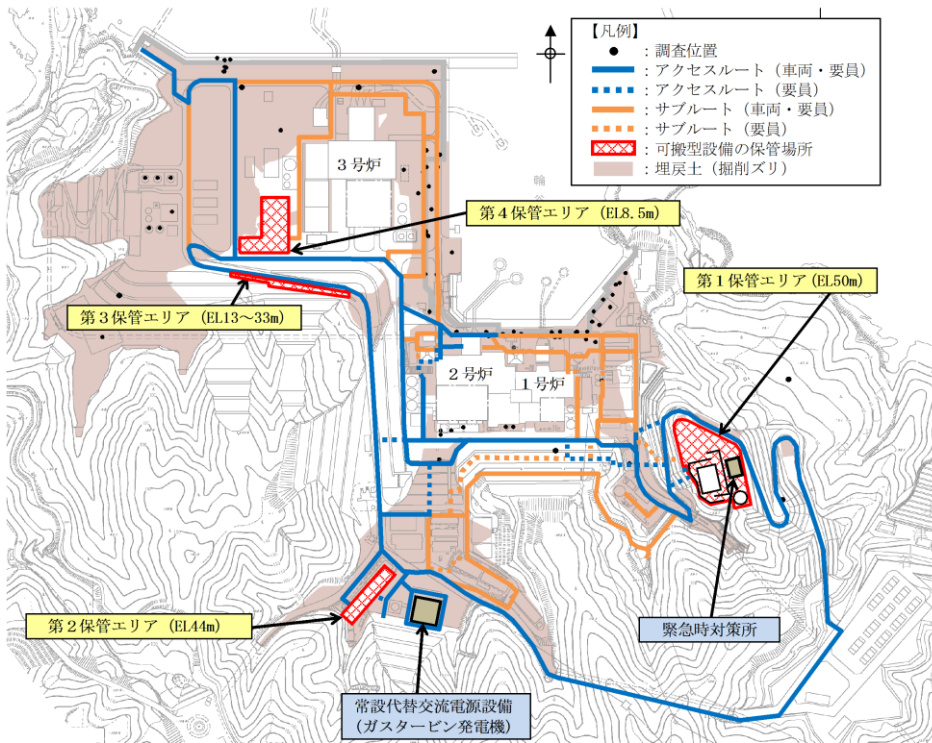 【凡例】
：調査位置
：アクセスルート（車両・要員）
：アクセスルート（要員）
：サブルート（車両・要員）
：サブルート（要員）
：可搬型設備の保管場所
：埋戻土（掘削ズリ）
3号炉
第4保管エリア（EL8.5m）
第1保管エリア（EL50m）
第3保管エリア（EL13～33m）
2号炉
1号炉
第2保管エリア（EL44m）
緊急時対策所
常設代替交流電源設備
（ガスタービン発電機）